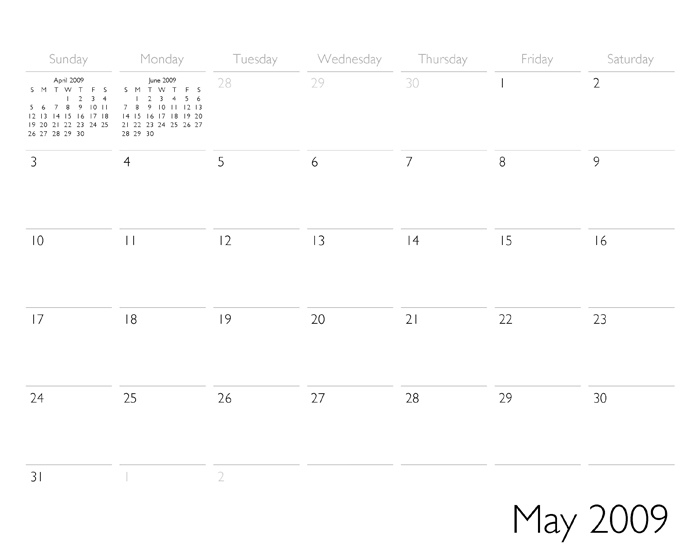 Sunday Monday Tuesday Wednesday Thursday Friday Saturday
April 2009
S M T W T F S
1 2 3 4
5 6 7 8 9 10 11
12 13 14 15 16 17 18
19 20 21 22 23 24 25
26 27 28 29 30
June 2009
S M T W T F S
1 2 3 4 5 6
7 8 9 10 11 12 13
14 15 16 17 18 19 20
21 22 23 24 25 26 27
28 29 30
28 29 30 1 2
3 4 5 6 7 8 9
10 11 12 13 14 15 16
17 18 19 20 21 22 23
24 25 26 27 28 29 30
31 1 2
May 2009